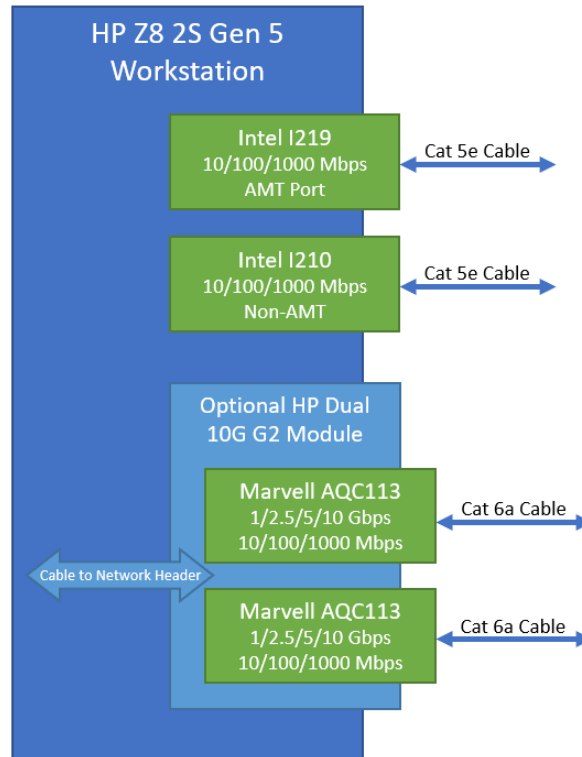 HP Z8 2S Gen 5
Workstation
Intel I219
10/100/1000 Mbps
AMT Port
Cat 5e Cable
Intel I210
10/100/1000 Mbps
Non-AMT
Cat 5e Cable
Optional HP Dual
10G G2 Module
Marvell AQC113
1/2.5/5/10 Gbps
10/100/1000 Mbps
Cat 6a Cable
Cable to Network Header
Marvell AQC113
1/2.5/5/10 Gbps
10/100/1000 Mbps
Cat 6a Cable